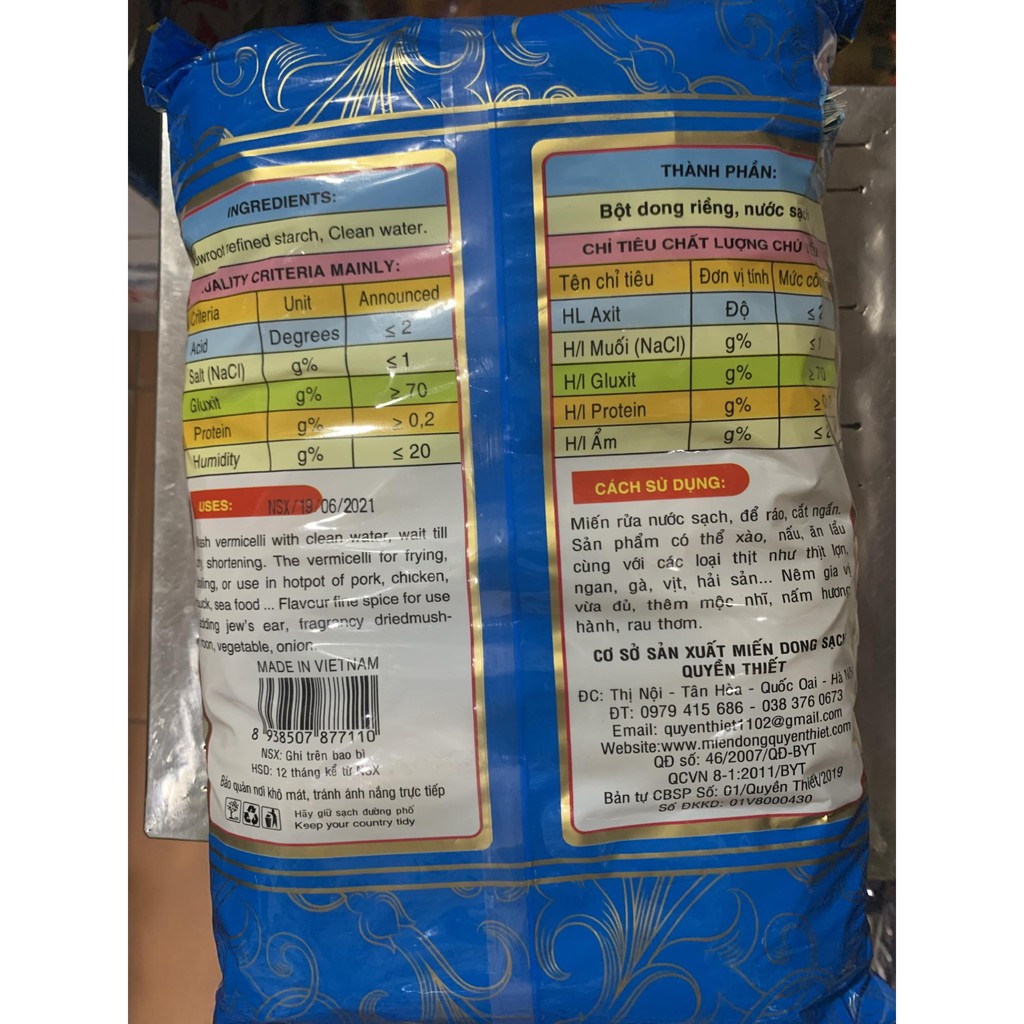 INGREDIENTS:
refined starch, Clean water.
CRITERIA MAINLY:
Criteria Unit Announced
Acid Degrees ≤ 2
Salt (NaCl) g% ≤ 1
Gluxit g% ≥ 70
Protein g% ≥ 0,2
Humidity g% ≤ 20
USES: NSX/19/06/2021
vermicelli with clean water, wait till
shortening. The vermicelli for frying,
or use in hotpot of pork, chicken,
sea food ... Flavcur fine spice for use
jew's ear, fragrancy driedmush-
vegetable, onion.
MADE IN VIETNAM
8 938507 877110
NSX: Ghi trên bao bì
HSD: 12 tháng kể từ NSX
Bảo quản nơi khô mát, tránh ánh nắng trực tiếp
Hãy giữ sạch đường phố
Keep your country tidy
THÀNH PHẦN:
Bột dong riềng, nước sạch
CHỈ TIÊU CHẤT LƯỢNG CHỦ
Tên chỉ tiêu Đơn vị tính Mức
HL Axit Độ ≤ 2
H/l Muối (NaCl) g% ≤ 1
H/l Gluxit g% ≥ 70
H/l Protein g% ≥
H/l Ẩm g% ≤
CÁCH SỬ DỤNG:
Miến rửa nước sạch, để ráo, cắt ngắn.
Sản phẩm có thể xào, nấu, ăn lẩu
cùng với các loại thịt như thịt lợn,
ngan, gà, vịt, hải sản... Nêm gia vị
vừa đủ, thêm mộc nhĩ, nấm hương
hành, rau thơm.
CƠ SỞ SẢN XUẤT MIẾN DONG SẠCH
QUYỀN THIẾT
ĐC: Thị Nội - Tân Hòa - Quốc Oai - Hà Nội
ĐT: 0979 415 686 - 038 376 0673
Email: quyenthiet1102@gmail.com
Website:www.miendongquyenthiet.com
QĐ số: 46/2007/QĐ-BYT
QCVN 8-1:2011/BYT
Bản tự CBSP Số: 01/Quyền Thiết/2019
Số ĐKKD: 01V8000430